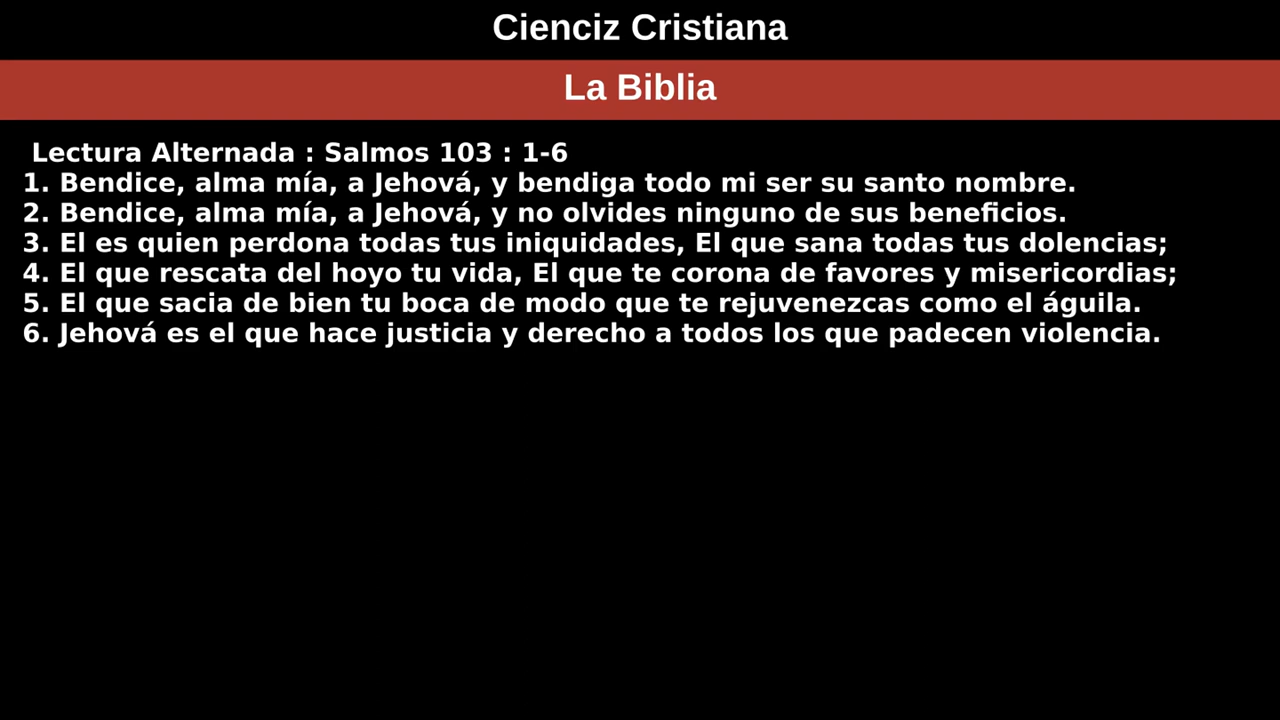 Cienciz Cristiana
La Biblia
Lectura Alternada : Salmos 103 : 1-6
1. Bendice, alma mía, a Jehová, y bendiga todo mi ser su santo nombre.
2. Bendice, alma mía, a Jehová, y no olvides ninguno de sus beneficios.
3. El es quien perdona todas tus iniquidades, El que sana todas tus dolencias;
4. El que rescata del hoyo tu vida, El que te corona de favores y misericordias;
5. El que sacia de bien tu boca de modo que te rejuvenezcas como el águila.
6. Jehová es el que hace justicia y derecho a todos los que padecen violencia.